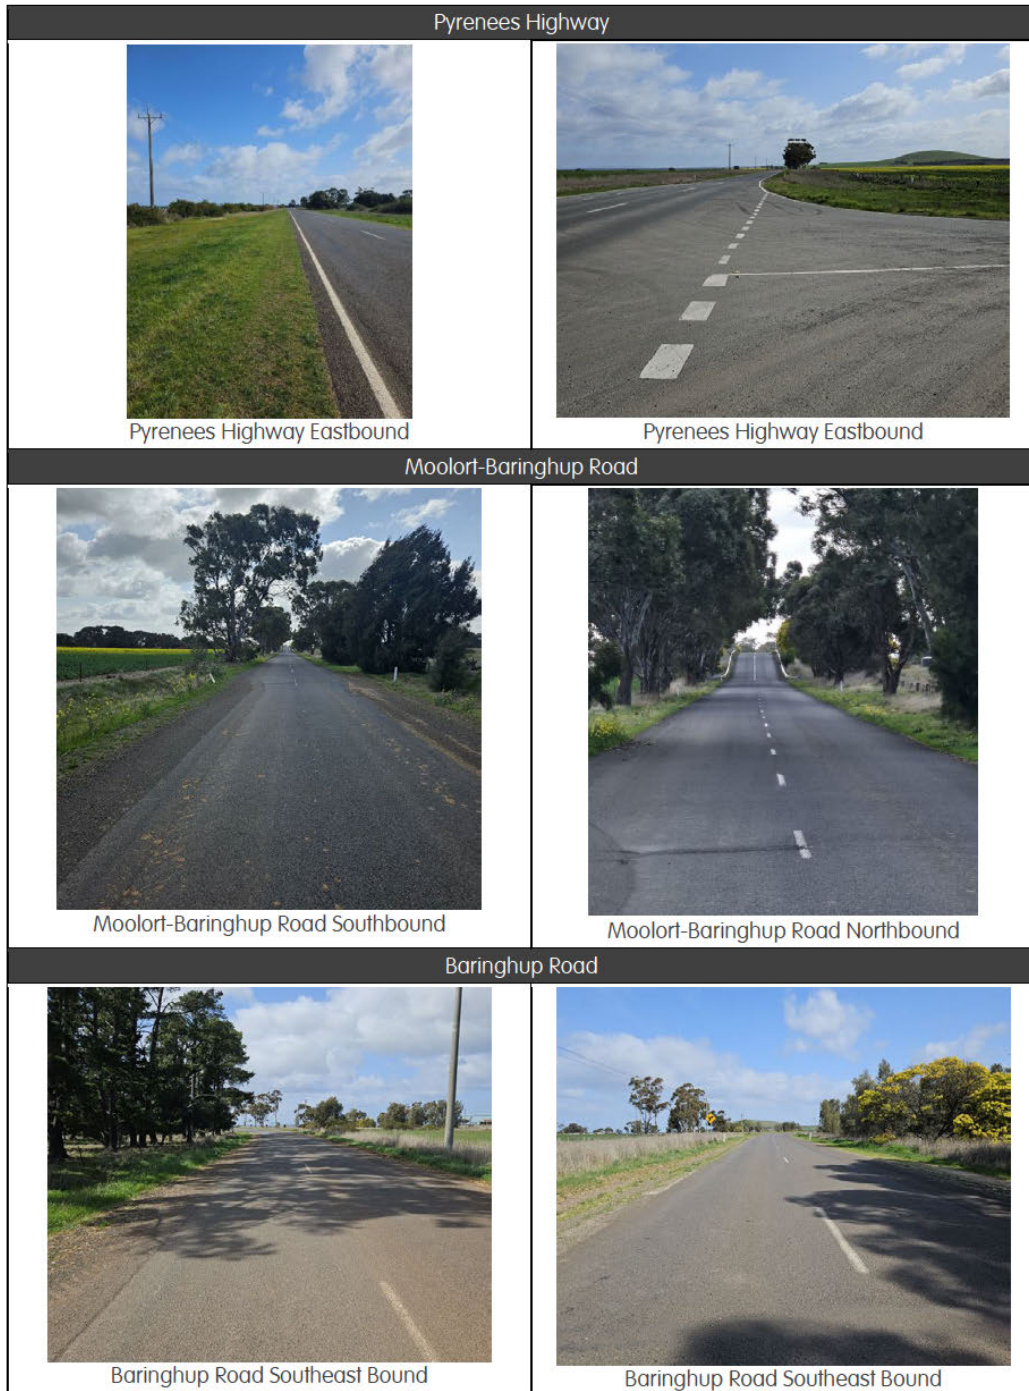 Pyrenees Highway
Pyrenees Highway Eastbound
Pyrenees Highway Eastbound
Moolort-Baringhup Road
Moolort-Baringhup Road Southbound
Moolort-Baringhup Road Northbound
Baringhup Road
Baringhup Road Southeast Bound
Baringhup Road Southeast Bound